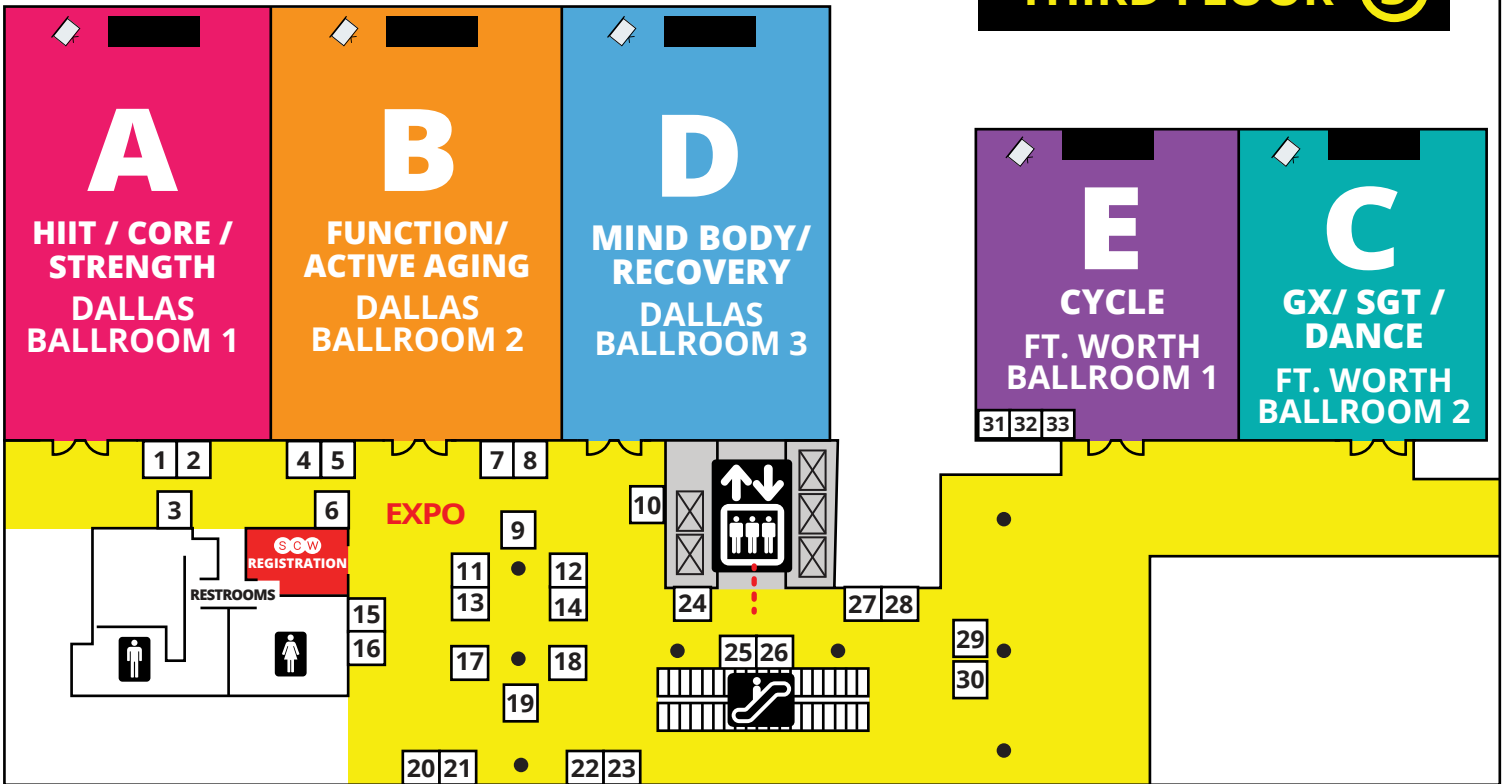 THIRD FLOOR 3
A
HIIT / CORE /
STRENGTH
DALLAS
BALLROOM 1
B
FUNCTION/
ACTIVE AGING
DALLAS
BALLROOM 2
D
MIND BODY/
RECOVERY
DALLAS
BALLROOM 3
E
CYCLE
FT. WORTH
BALLROOM 1
C
GX/ SGT /
DANCE
FT. WORTH
BALLROOM 2
31 32 33
1 2
4 5
7 8
3
6
EXPO
9
10
SCW
REGISTRATION
RESTROOMS
11
12
13
14
15
16
17
18
19
20 21
22 23
24
25 26
27 28
29
30